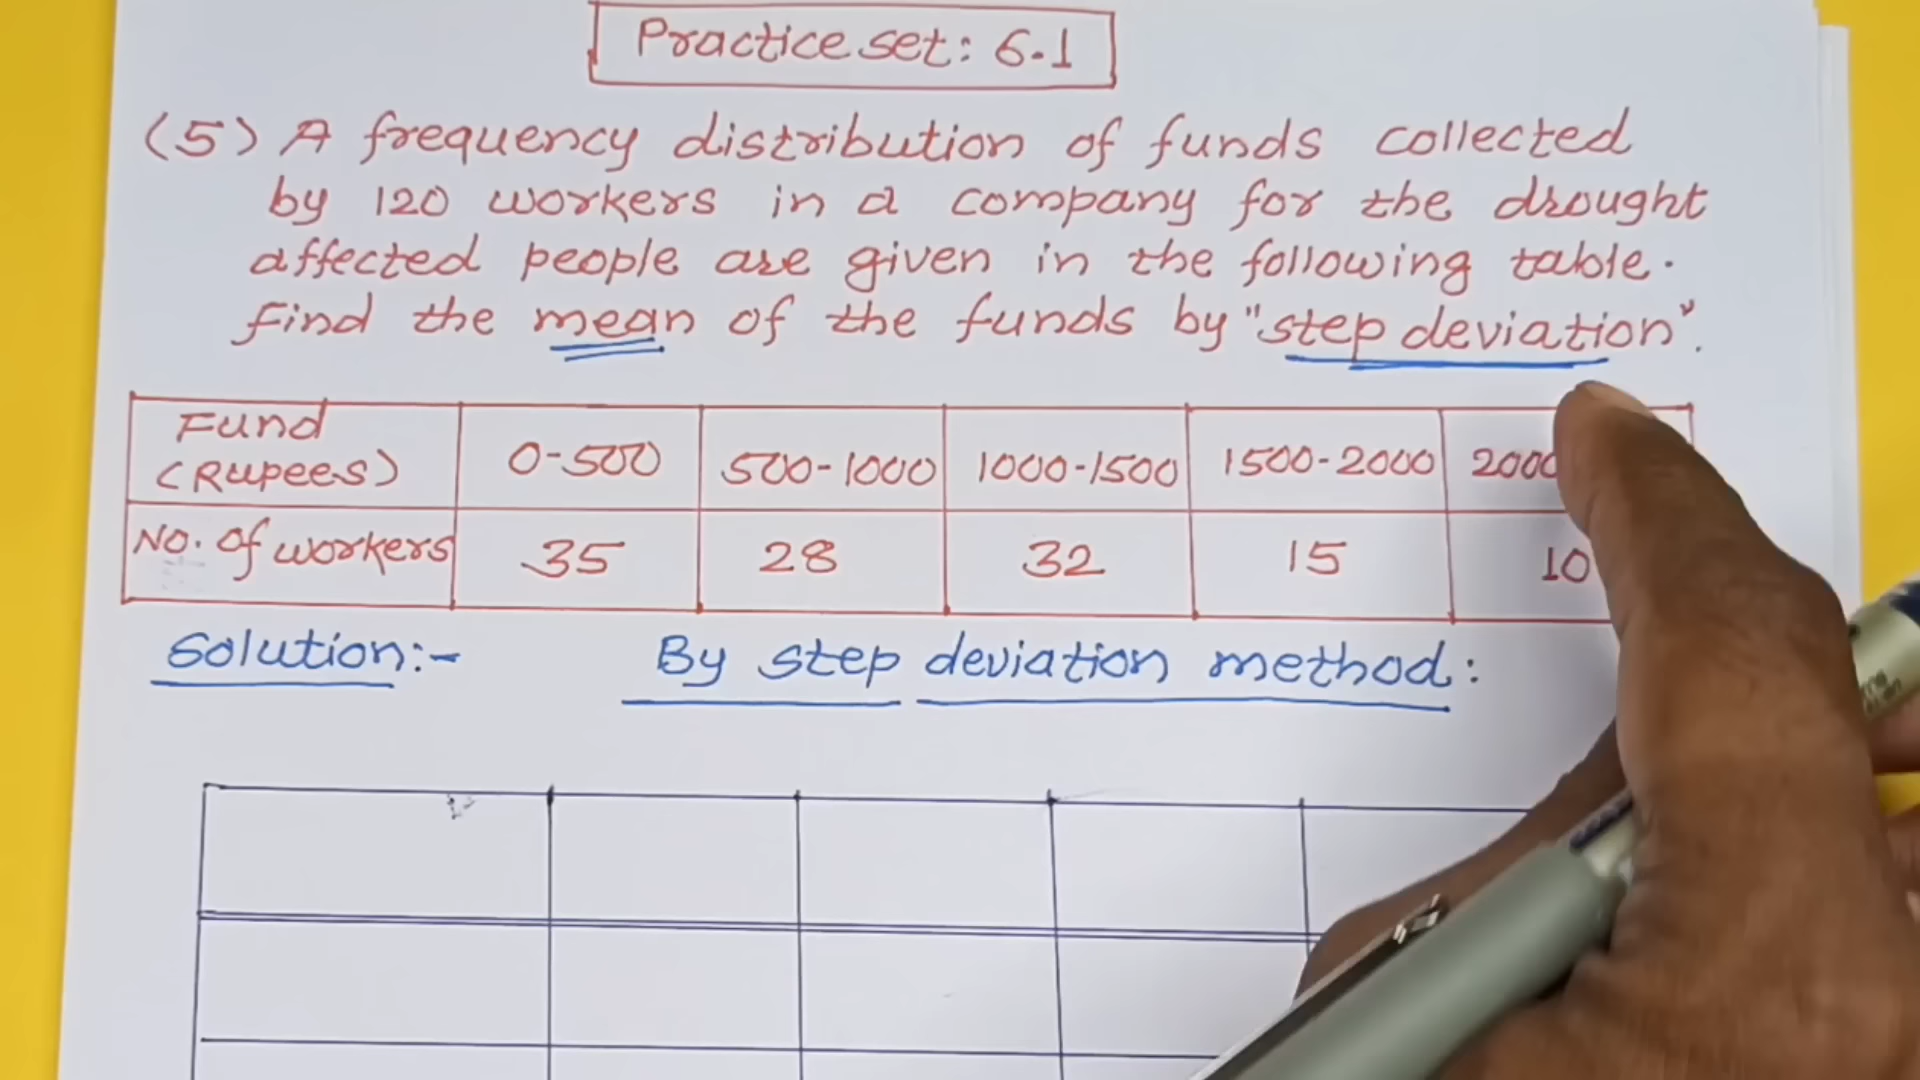 Practice set: 6.1
(5) A frequency distribution of funds collected
by 120 workers in a company for the drought
affected people are given in the following table.
Find the mean of the funds by "step deviation".
Fund (Rupees) 0-500 500-1000 1000-1500 1500-2000 2000
No. of workers 35 28 32 15 10
Solution:- By step deviation method: